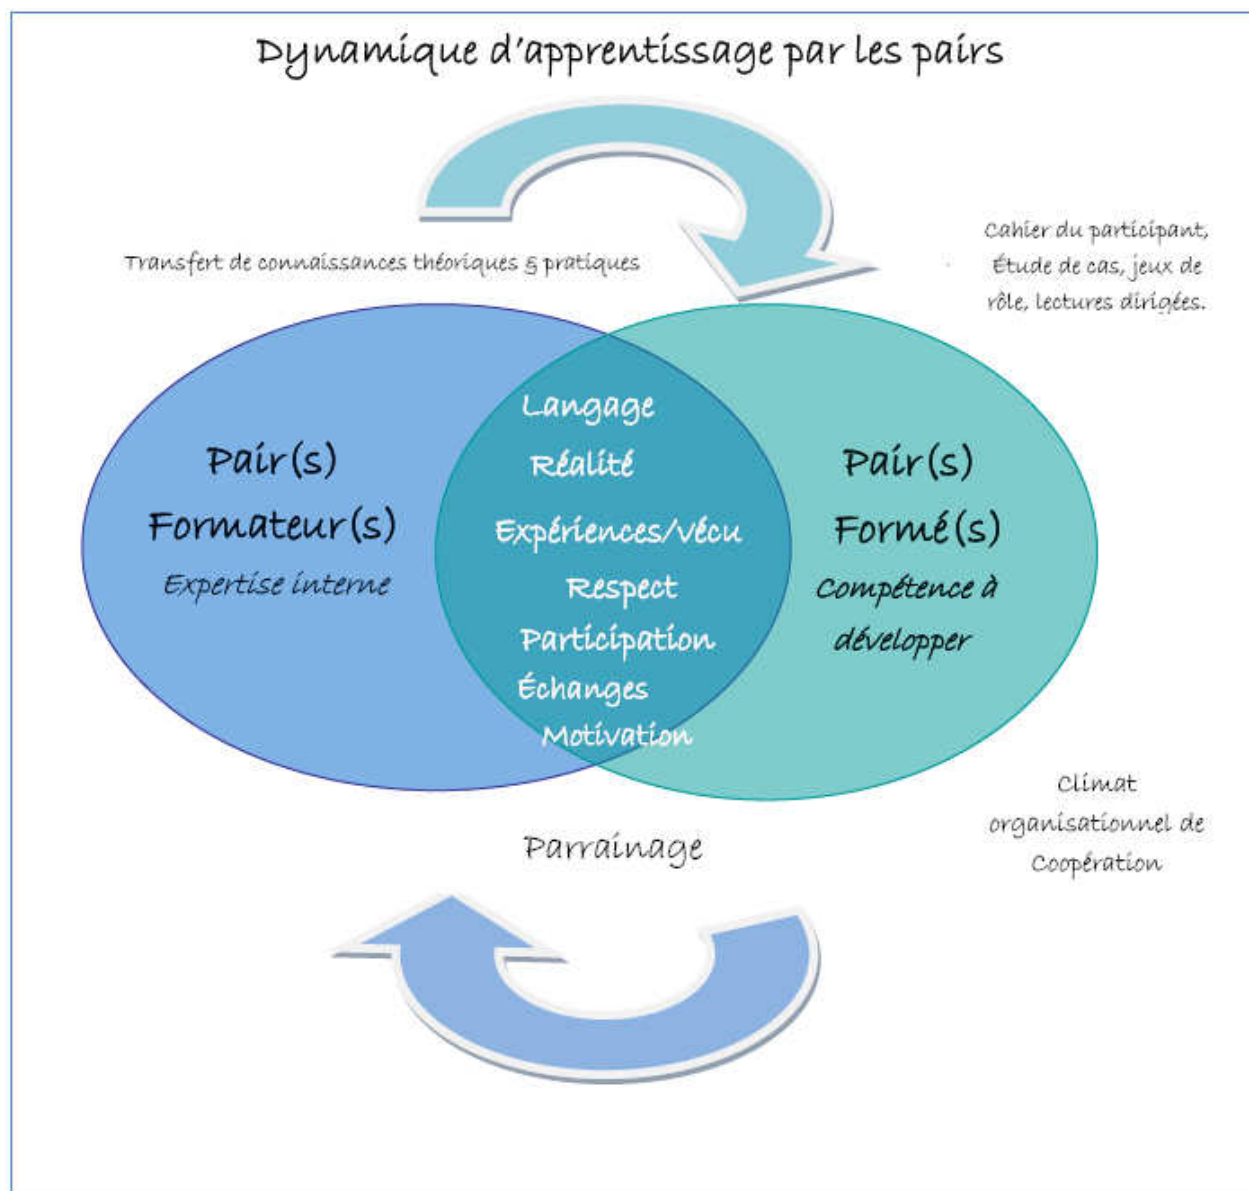 Dynamique d'apprentissage par les pairs
Transfert de connaissances théoriques & pratiques
Cahier du participant,
Étude de cas, jeux de
rôle, lectures dirigées.
Pair(s)
Formateur(s)
Expertise interne
Langage
Réalité
Expériences/vécu
Respect
Participation
Échanges
Motivation
Pair(s)
Formé(s)
Compétence à
développer
Parrainage
Climat
organisationnel de
Coopération